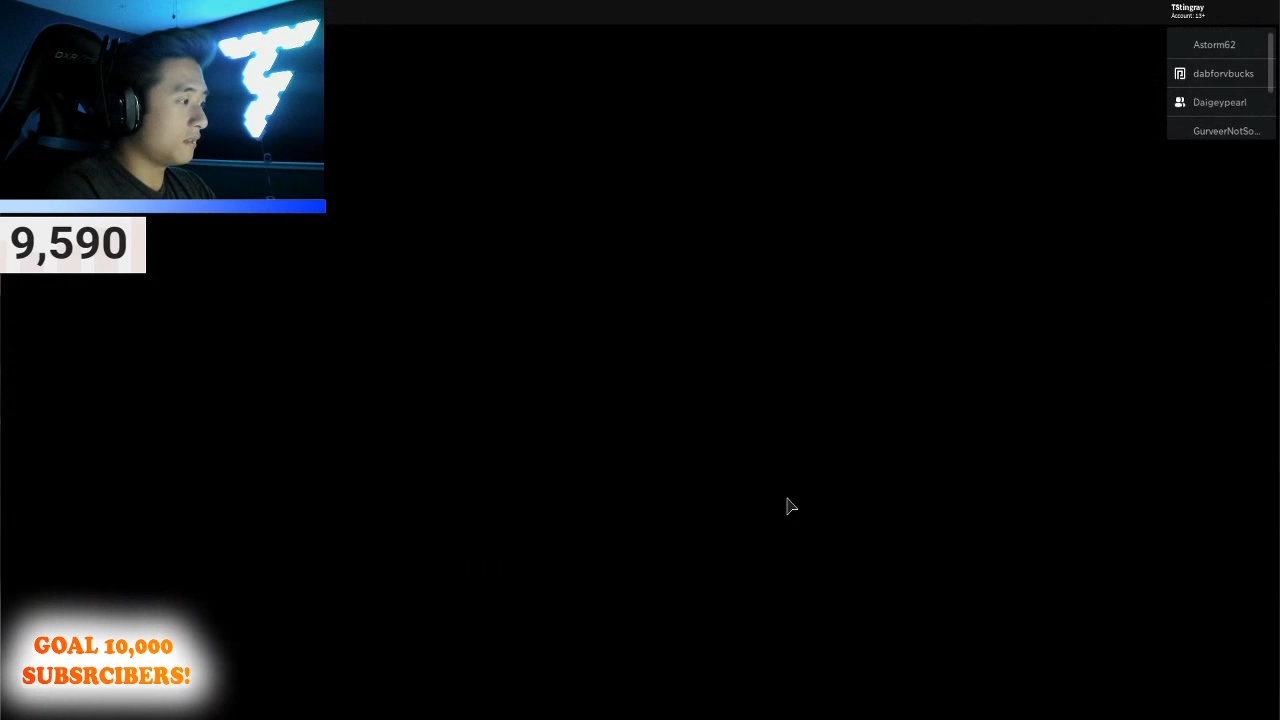 TStingray
Account: 13+
Astorm62
dabforvbucks
Daigeypearl
GurveerNotSo...
9,590
GOAL 10,000
SUBSRCIBERS!